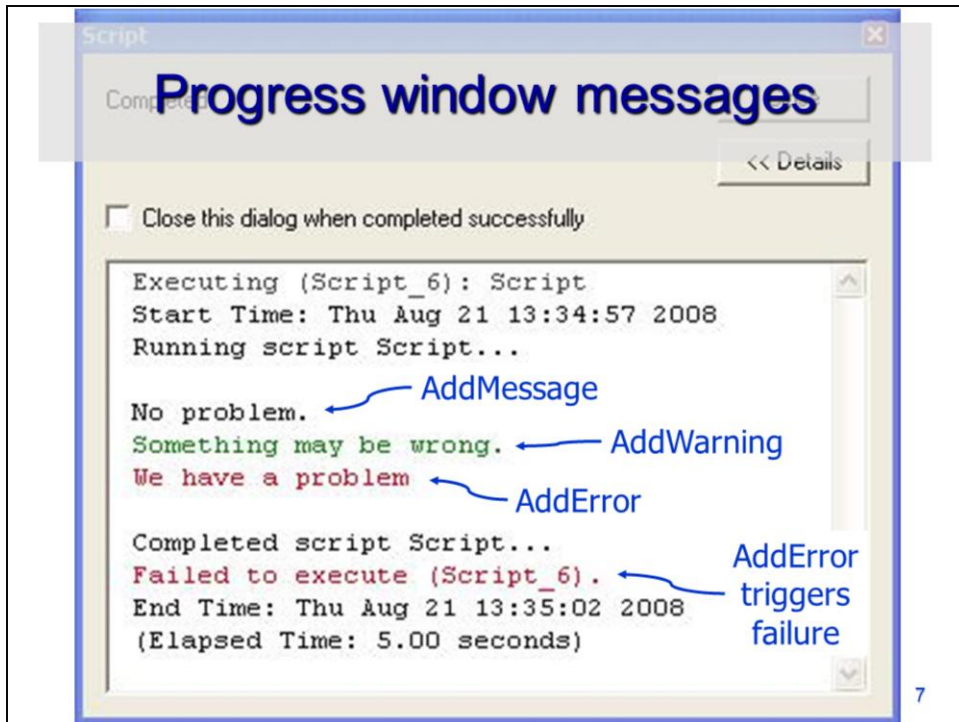 Script
Progress window messages
Completed
<< Details
Close this dialog when completed successfully
Executing (Script_6): Script
Start Time: Thu Aug 21 13:34:57 2008
Running script Script...
AddMessage
No problem.
Something may be wrong.
AddWarning
We have a problem
AddError
Completed script Script...
Failed to execute (Script_6).
AddError
triggers
failure
End Time: Thu Aug 21 13:35:02 2008
(Elapsed Time: 5.00 seconds)
7